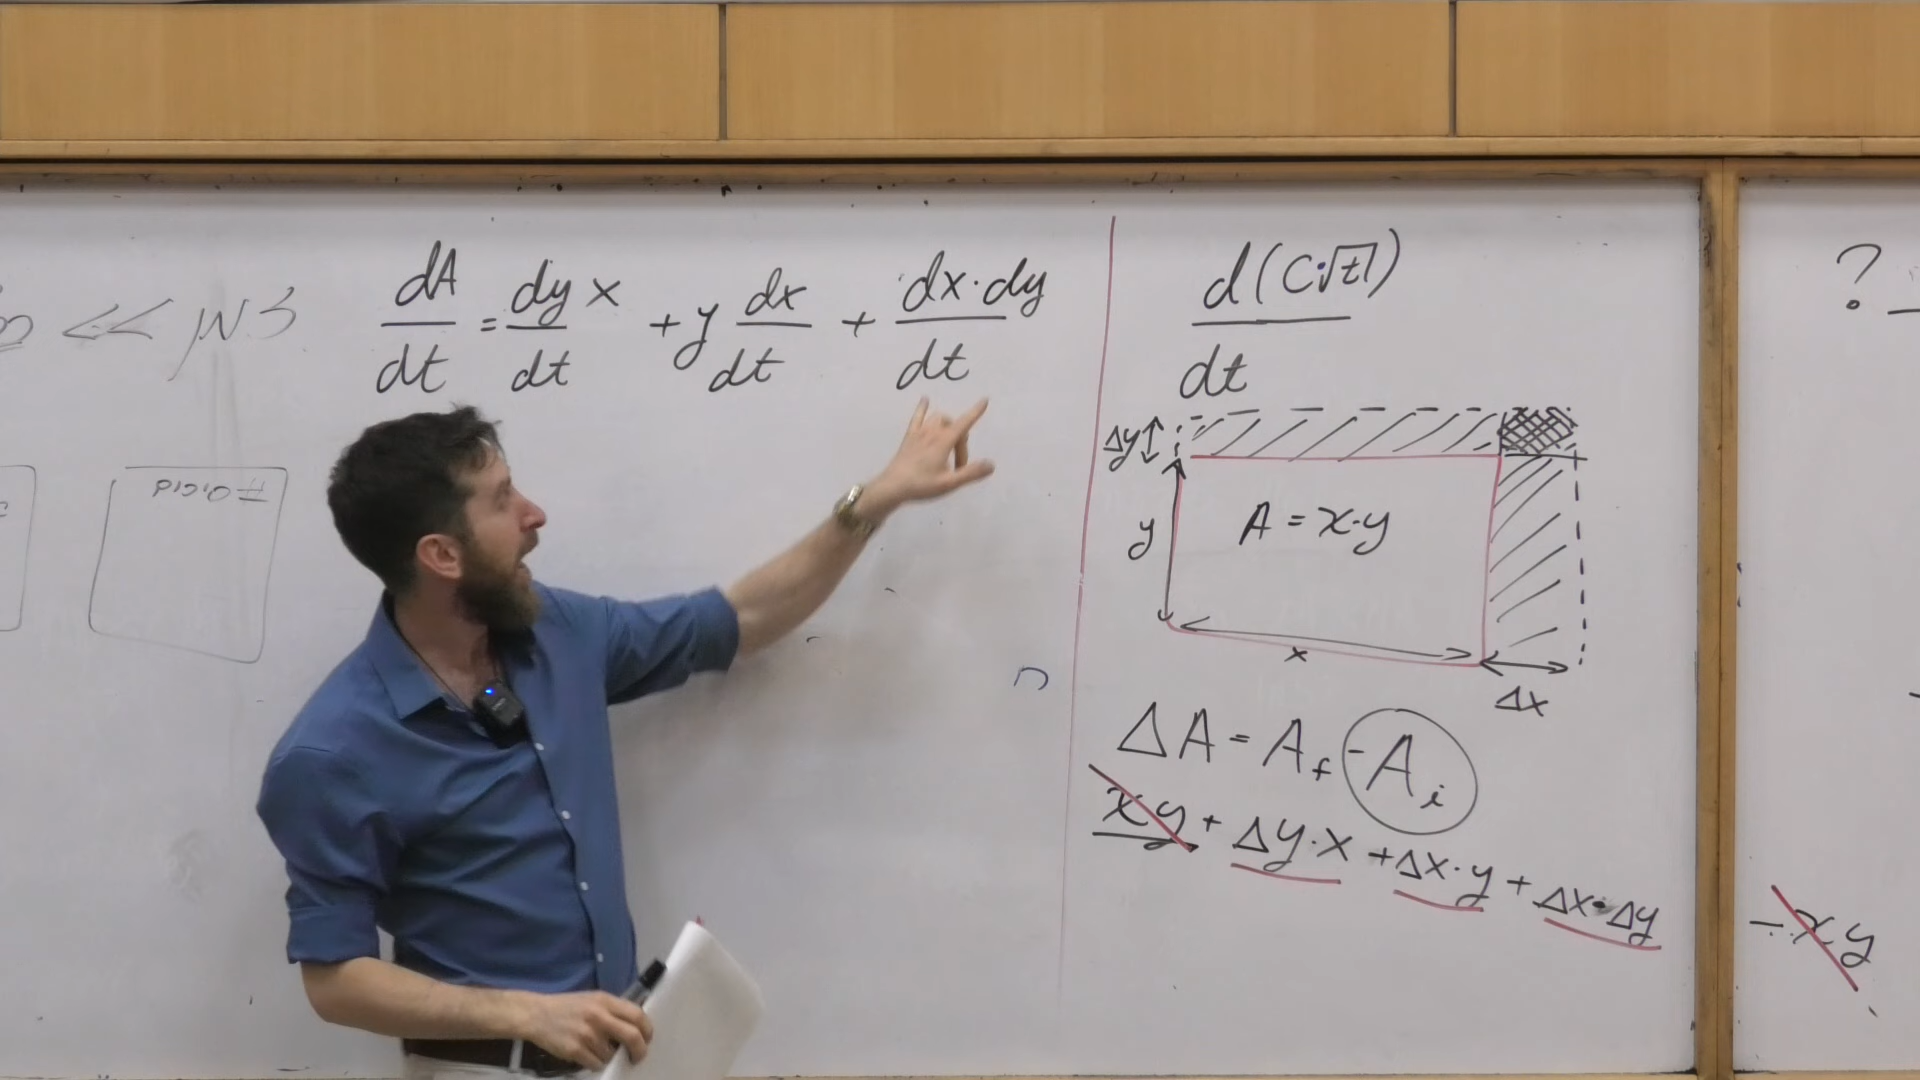 dA/dt = dy/dt x + y dx/dt + dx·dy/dt
d(C·√t)/dt
Δy
y
A = x·y
x
Δx
ΔA = A_f - A_i
xy + Δy·x + Δx·y + Δx·Δy
- xy
?
<<